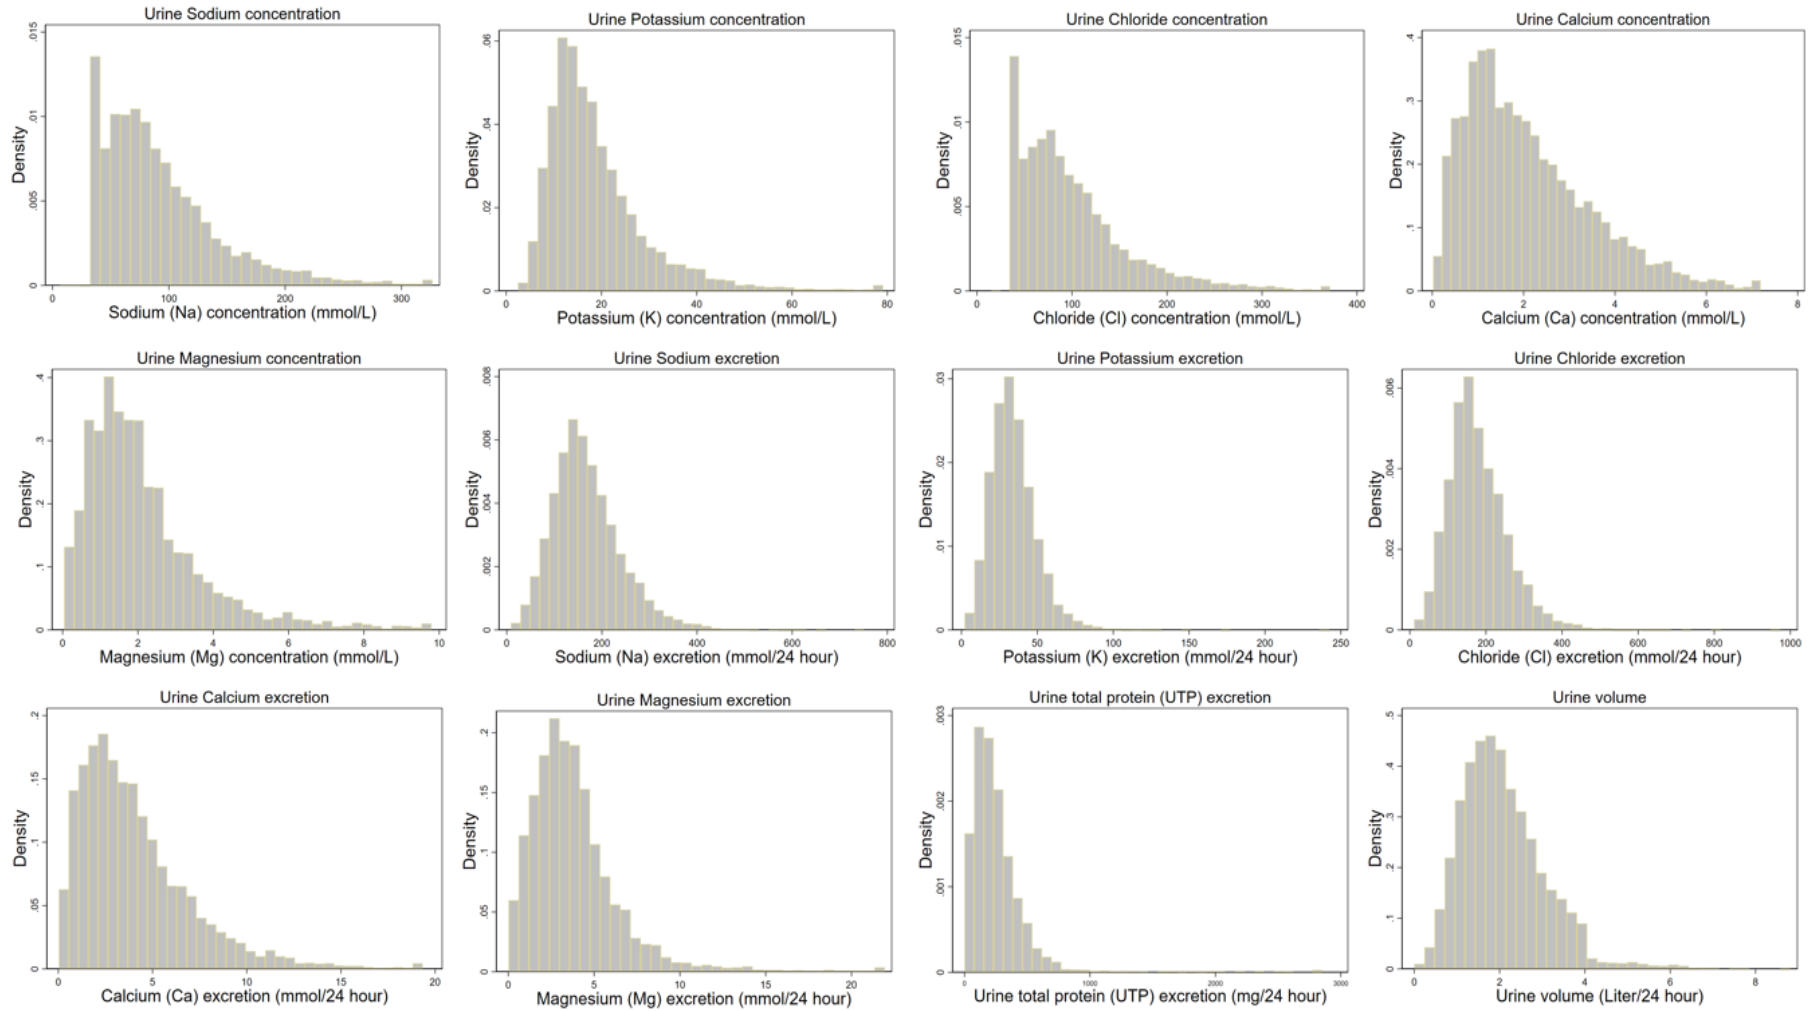 Urine Sodium concentration
Density
0 .005 .01 .015
0 100 200 300
Sodium (Na) concentration (mmol/L)
Urine Potassium concentration
Density
0 .02 .04 .06
0 20 40 60 80
Potassium (K) concentration (mmol/L)
Urine Chloride concentration
Density
0 .005 .01 .015
0 100 200 300 400
Chloride (Cl) concentration (mmol/L)
Urine Calcium concentration
Density
0 .1 .2 .3 .4
0 2 4 6 8
Calcium (Ca) concentration (mmol/L)
Urine Magnesium concentration
Density
0 .1 .2 .3 .4
0 2 4 6 8 10
Magnesium (Mg) concentration (mmol/L)
Urine Sodium excretion
Density
0 .002 .004 .006 .008
0 200 400 600 800
Sodium (Na) excretion (mmol/24 hour)
Urine Potassium excretion
Density
0 .01 .02 .03
0 50 100 150 200 250
Potassium (K) excretion (mmol/24 hour)
Urine Chloride excretion
Density
0 .002 .004 .006
0 200 400 600 800 1000
Chloride (Cl) excretion (mmol/24 hour)
Urine Calcium excretion
Density
0 .05 .1 .15 .2
0 5 10 15 20
Calcium (Ca) excretion (mmol/24 hour)
Urine Magnesium excretion
Density
0 .05 .1 .15 .2
0 5 10 15 20
Magnesium (Mg) excretion (mmol/24 hour)
Urine total protein (UTP) excretion
Density
0 .001 .002 .003
0 1000 2000 3000
Urine total protein (UTP) excretion (mg/24 hour)
Urine volume
Density
0 .1 .2 .3 .4 .5
0 2 4 6 8
Urine volume (Liter/24 hour)